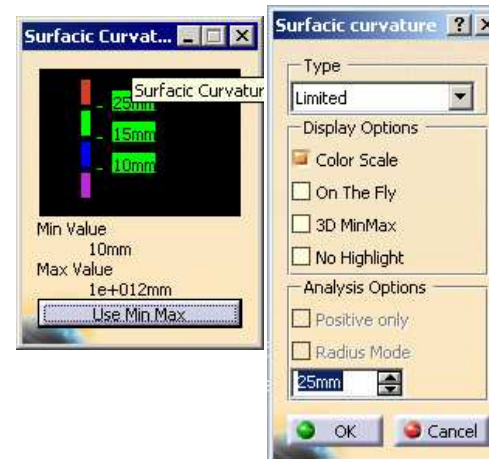 Surfacic Curvat...
Surfacic Curvatur
25mm
15mm
10mm
Min Value
10mm
Max Value
1e+012mm
Use Min Max
Surfacic curvature
Type
Limited
Display Options
Color Scale
On The Fly
3D MinMax
No Highlight
Analysis Options
Positive only
Radius Mode
25mm
OK
Cancel